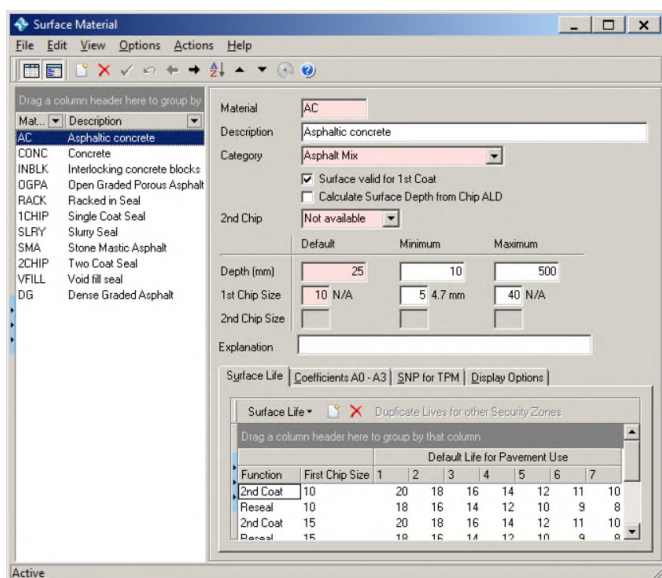 Surface Material
File Edit View Options Actions Help
Drag a column header here to group by
Mat... Description
AC Asphaltic concrete
CONC Concrete
INBLK Interlocking concrete blocks
OGPA Open Graded Porous Asphalt
RACK Racked in Seal
1CHIP Single Coat Seal
SLRY Slurry Seal
SMA Stone Mastic Asphalt
2CHIP Two Coat Seal
VFILL Void fill seal
DG Dense Graded Asphalt
Material AC
Description Asphaltic concrete
Category Asphalt Mix
Surface valid for 1st Coat
Calculate Surface Depth from Chip ALD
2nd Chip Not available
Default Minimum Maximum
Depth (mm) 25 10 500
1st Chip Size 10 N/A 5 4.7 mm 40 N/A
2nd Chip Size
Explanation
Surface Life Coefficients A0 - A3 SNP for TPM Display Options
Surface Life Duplicate Lives for other Security Zones
Drag a column header here to group by that column
Default Life for Pavement Use
Function First Chip Size 1 2 3 4 5 6 7
2nd Coat 10 20 18 16 14 12 11 10
Reseal 10 18 16 14 12 10 9 8
2nd Coat 15 20 18 16 14 12 11 10
Reseal 15 18 16 14 12 10 9 8
Active